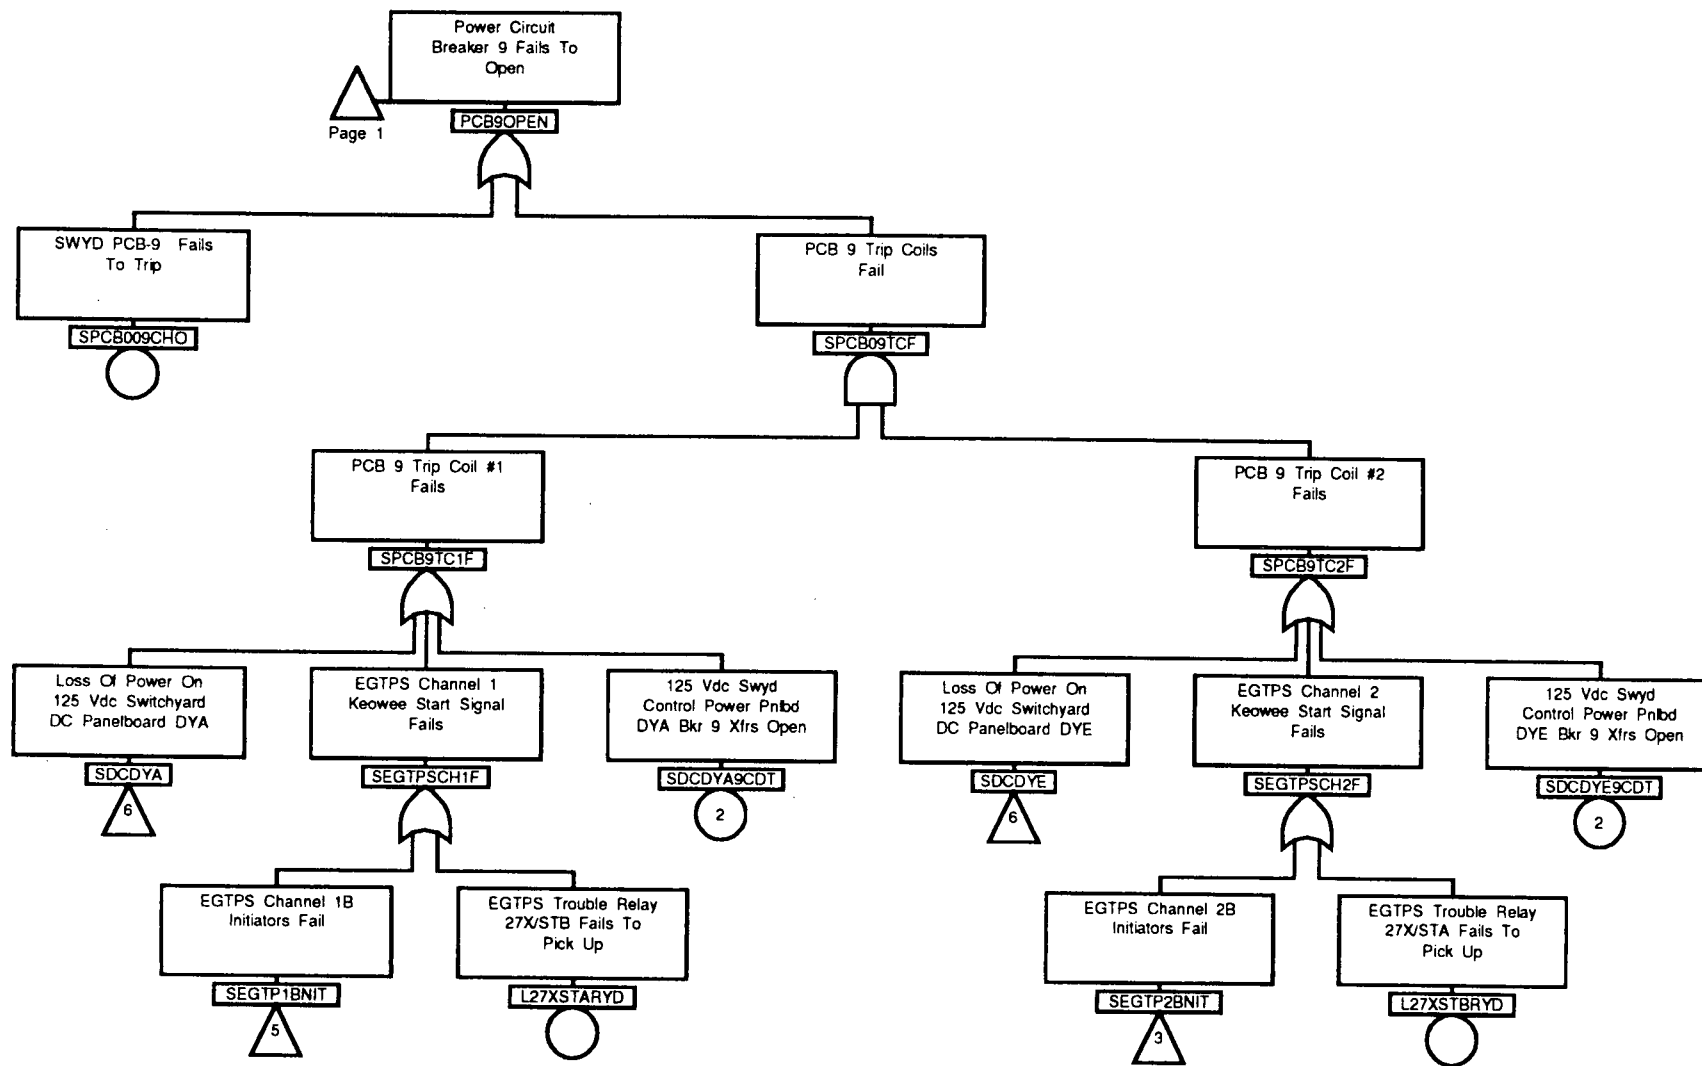 Power Circuit
Breaker 9 Fails To
Open
Page 1
PCB9OPEN
SWYD PCB-9 Fails
To Trip
SPCB009CHO
PCB 9 Trip Coils
Fail
SPCB09TCF
PCB 9 Trip Coil #1
Fails
SPCB9TC1F
PCB 9 Trip Coil #2
Fails
SPCB9TC2F
Loss Of Power On
125 Vdc Switchyard
DC Panelboard DYA
SDCDYA
6
EGTPS Channel 1
Keowee Start Signal
Fails
SEGTPSCH1F
125 Vdc Swyd
Control Power Pnlbd
DYA Bkr 9 Xfrs Open
SDCDYA9CDT
2
Loss Of Power On
125 Vdc Switchyard
DC Panelboard DYE
SDCDYE
6
EGTPS Channel 2
Keowee Start Signal
Fails
SEGTPSCH2F
125 Vdc Swyd
Control Power Pnlbd
DYE Bkr 9 Xfrs Open
SDCDYE9CDT
2
EGTPS Channel 1B
Initiators Fail
SEGTP1BNIT
5
EGTPS Trouble Relay
27X/STB Fails To
Pick Up
L27XSTARYD
EGTPS Channel 2B
Initiators Fail
SEGTP2BNIT
3
EGTPS Trouble Relay
27X/STA Fails To
Pick Up
L27XSTBRYD